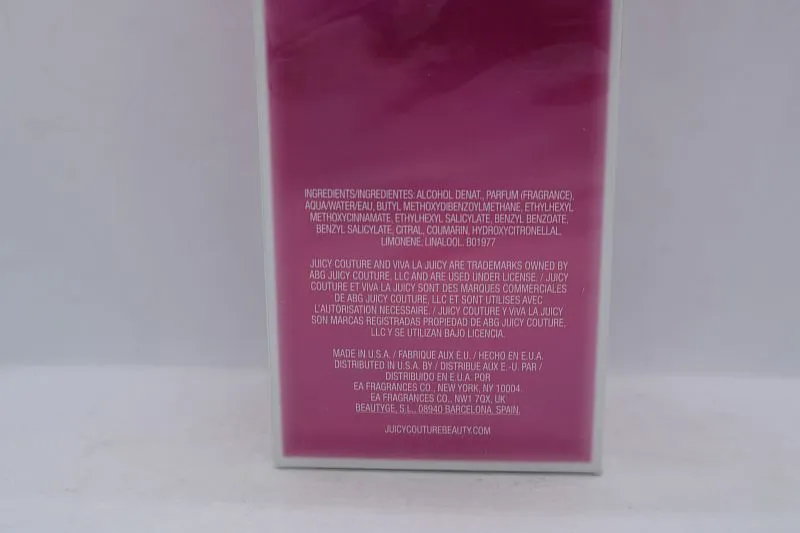 INGREDIENTS/INGREDIENTES: ALCOHOL DENAT., PARFUM (FRAGRANCE),
AQUA/WATER/EAU, BUTYL METHOXYDIBENZOYLMETHANE, ETHYLHEXYL
METHOXYCINNAMATE, ETHYLHEXYL SALICYLATE, BENZYL BENZOATE,
BENZYL SALICYLATE, CITRAL, COUMARIN, HYDROXYCITRONELLAL,
LIMONENE, LINALOOL. B01977
JUICY COUTURE AND VIVA LA JUICY ARE TRADEMARKS OWNED BY
ABG JUICY COUTURE, LLC AND ARE USED UNDER LICENSE. / JUICY
COUTURE ET VIVA LA JUICY SONT DES MARQUES COMMERCIALES
DE ABG JUICY COUTURE, LLC ET SONT UTILISES AVEC
L'AUTORISATION NECESSAIRE. / JUICY COUTURE Y VIVA LA JUICY
SON MARCAS REGISTRADAS PROPIEDAD DE ABG JUICY COUTURE,
LLC Y SE UTILIZAN BAJO LICENCIA.
MADE IN U.S.A. / FABRIQUE AUX E.U. / HECHO EN E.U.A.
DISTRIBUTED IN U.S.A. BY / DISTRIBUE AUX E.-U. PAR /
DISTRIBUIDO EN E.U.A. POR
EA FRAGRANCES CO., NEW YORK, NY 10004
EA FRAGRANCES CO., NW1 7QX, UK
BEAUTYGE, S.L., 08940 BARCELONA, SPAIN.
JUICYCOUTUREBEAUTY.COM